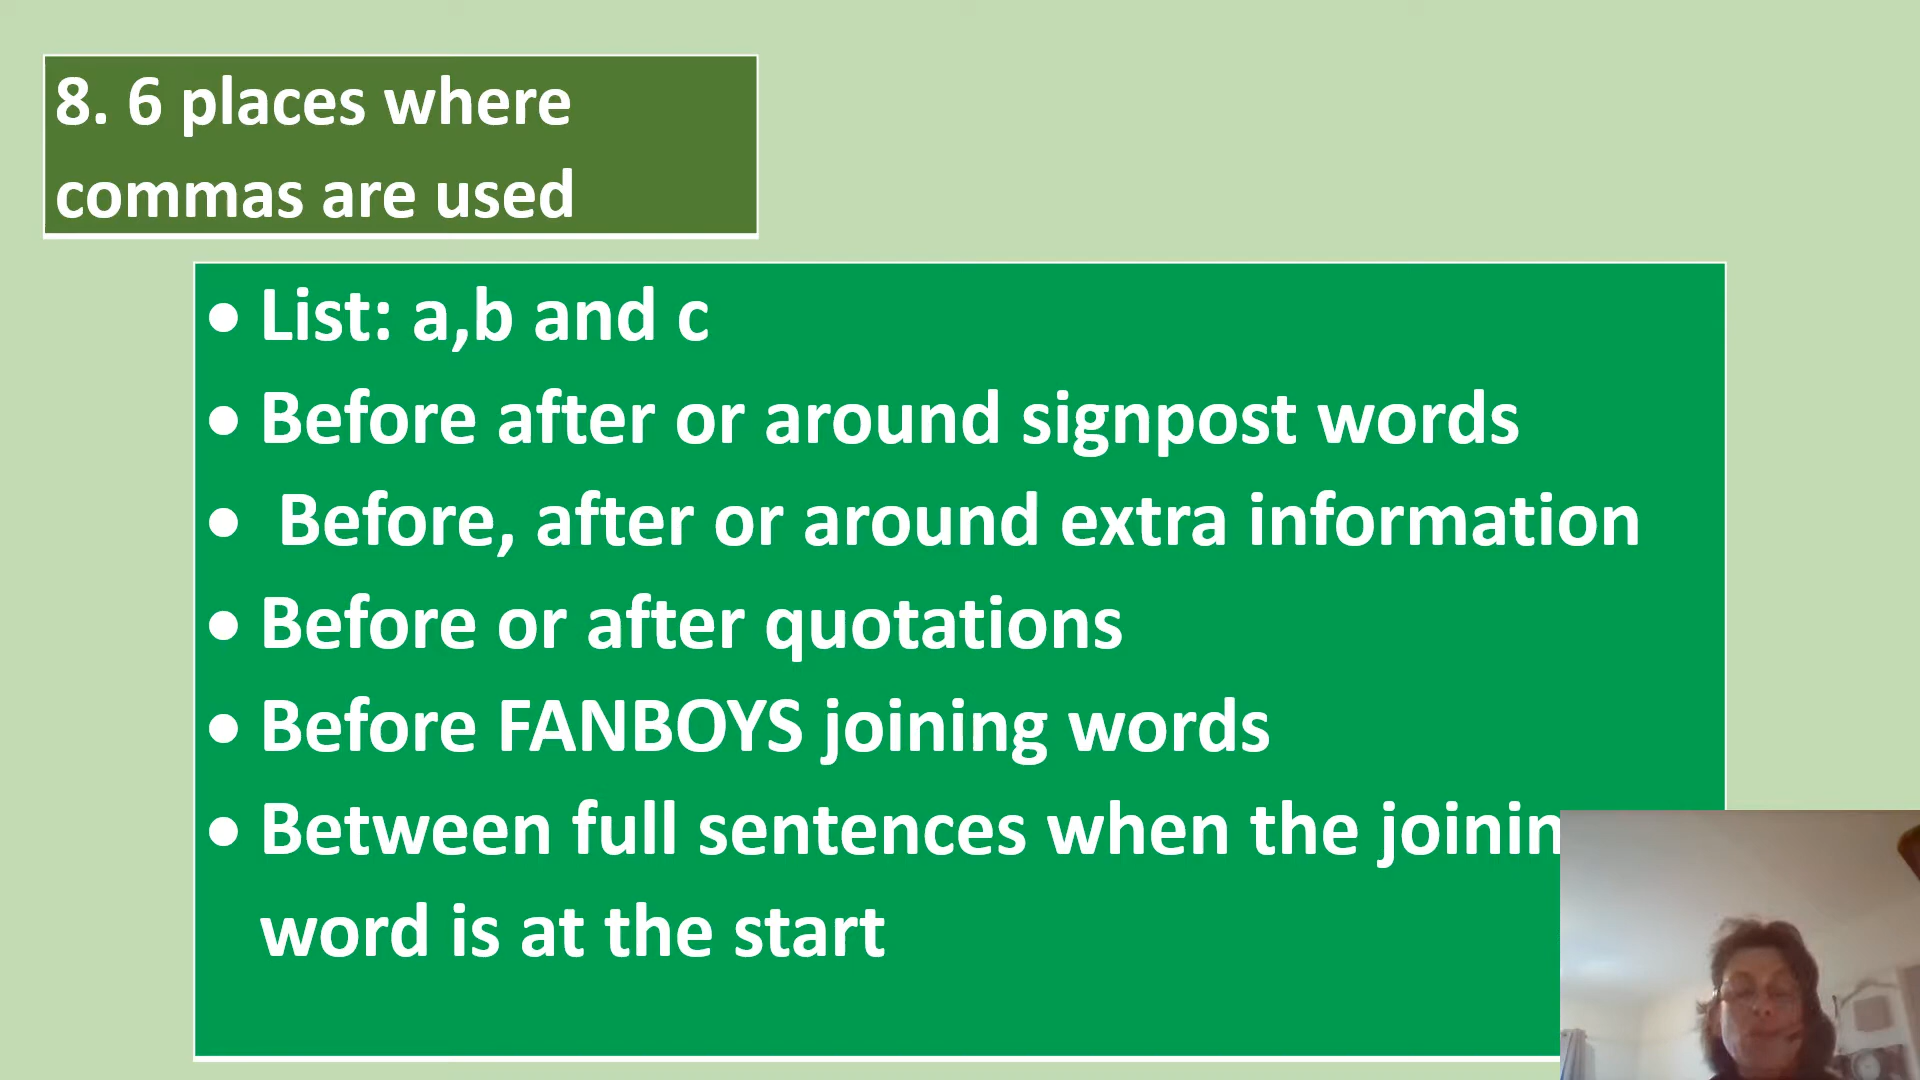 8. 6 places where
commas are used
• List: a,b and c
• Before after or around signpost words
• Before, after or around extra information
• Before or after quotations
• Before FANBOYS joining words
• Between full sentences when the joinin
word is at the start